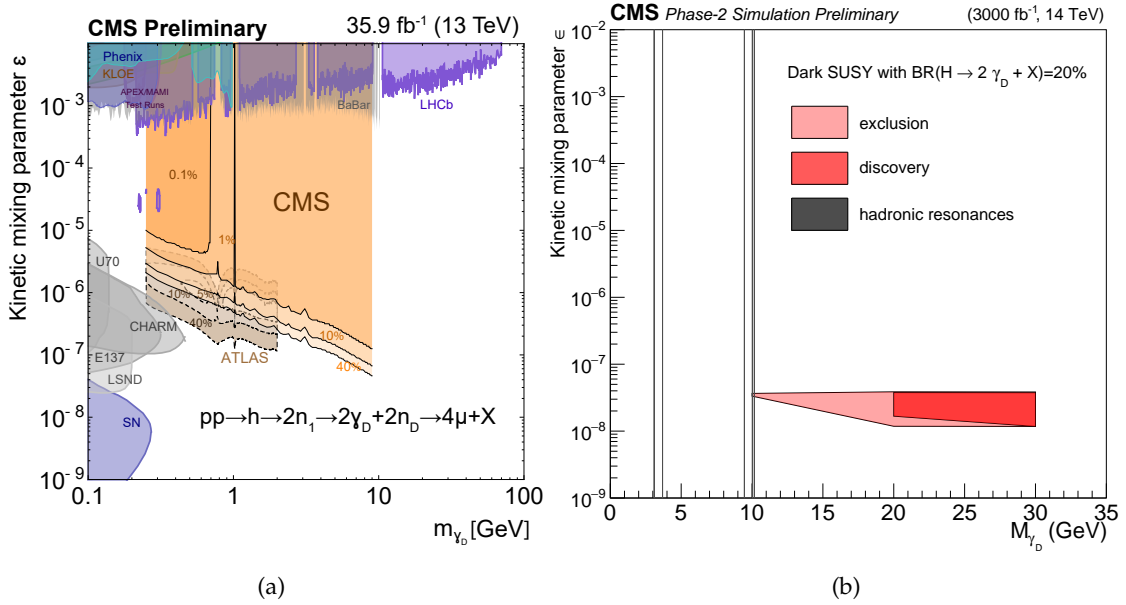 CMS Preliminary 35.9 fb⁻¹ (13 TeV)
Kinetic mixing parameter ε
10⁻³
10⁻⁴
10⁻⁵
10⁻⁶
10⁻⁷
10⁻⁸
10⁻⁹
Phenix
KLOE
APEX/MAMI
Test Runs
BaBar
LHCb
0.1%
CMS
1%
U70
10% 5%
CHARM
40%
ATLAS
10%
40%
E137
LSND
SN
pp→h→2n₁→2γ_D+2n_D→4μ+X
0.1 1 10 100
m_γ_D [GeV]
(a)
CMS Phase-2 Simulation Preliminary (3000 fb⁻¹, 14 TeV)
Kinetic mixing parameter ϵ
10⁻²
10⁻³
10⁻⁴
10⁻⁵
10⁻⁶
10⁻⁷
10⁻⁸
10⁻⁹
Dark SUSY with BR(H → 2 γ_D + X)=20%
exclusion
discovery
hadronic resonances
0 5 10 15 20 25 30 35
M_γ_D (GeV)
(b)